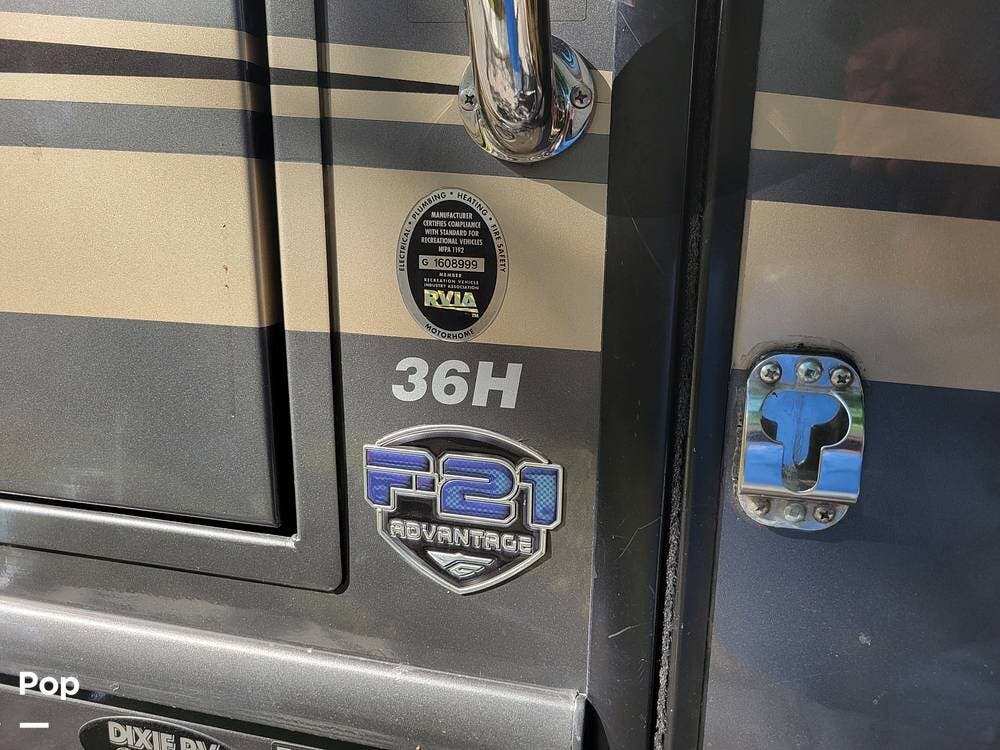 ELECTRICAL • PLUMBING • HEATING • FIRE SAFETY
MANUFACTURER
CERTIFIES COMPLIANCE
WITH STANDARD FOR
RECREATIONAL VEHICLES
NFPA 1192
G 1608999
MEMBER
RECREATION VEHICLE
INDUSTRY ASSOCIATION
RVIA
TM
MOTORHOME
36H
F-21
ADVANTAGE
Pop
DIXIE RV